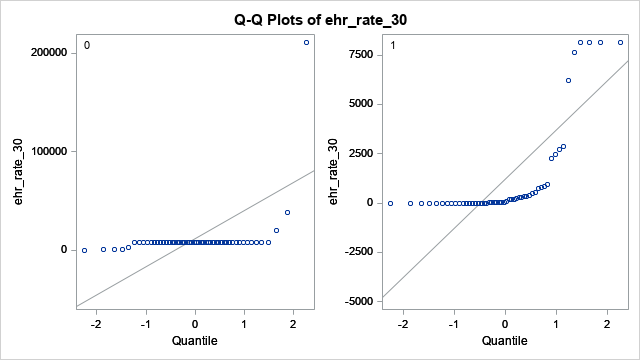 Q-Q Plots of ehr_rate_30
0
200000
100000
0
ehr_rate_30
-2 -1 0 1 2
Quantile
1
7500
5000
2500
0
-2500
-5000
ehr_rate_30
-2 -1 0 1 2
Quantile